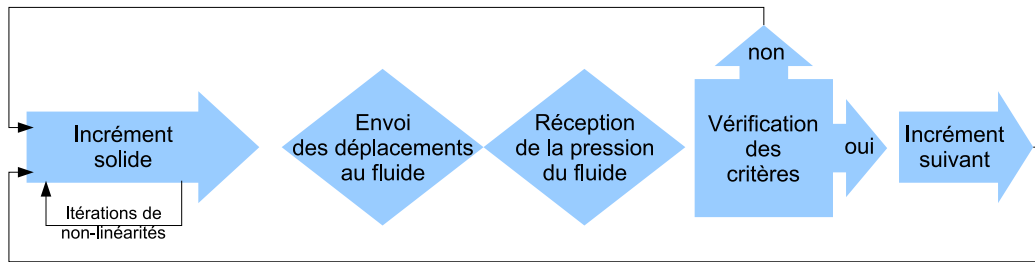 Incrément
solide
Itérations de
non-linéarités
Envoi
des déplacements
au fluide
Réception
de la pression
du fluide
non
Vérification
des
critères
oui
Incrément
suivant